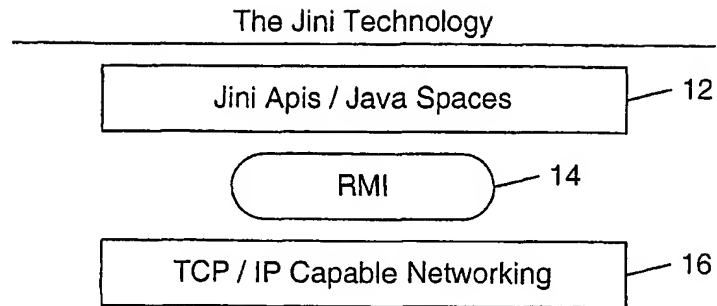 The Jini Technology
Jini Apis / Java Spaces
12
RMI
14
TCP / IP Capable Networking
16